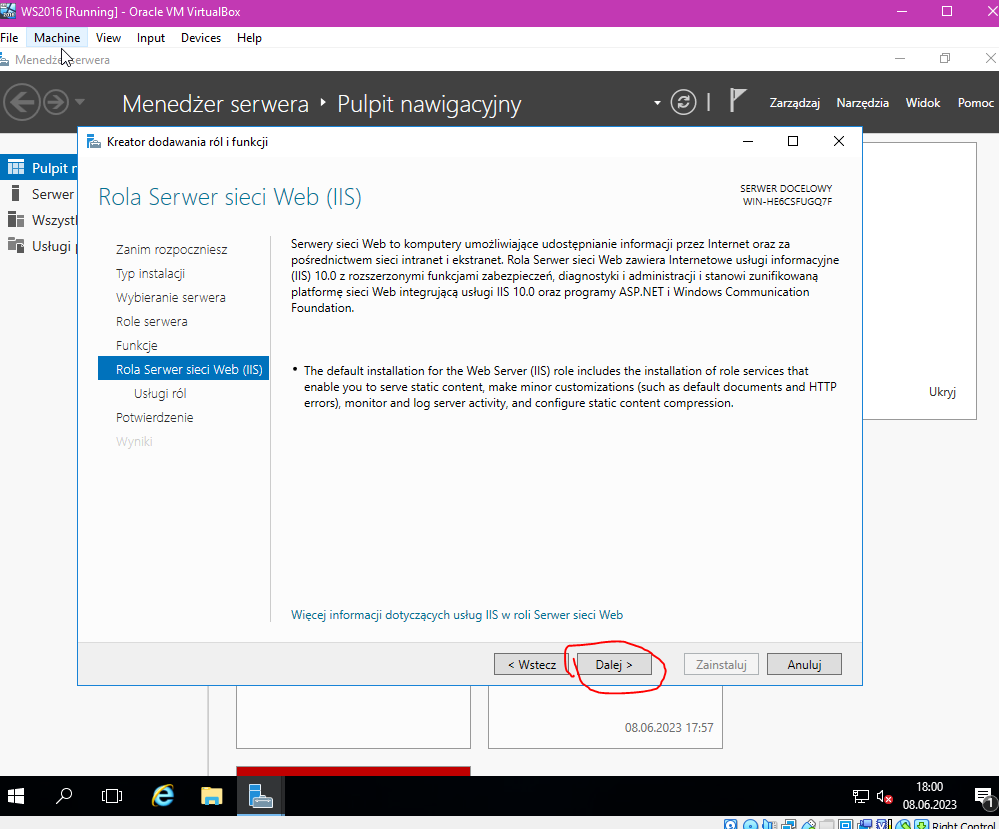 WS2016 [Running] - Oracle VM VirtualBox
File Machine View Input Devices Help
Menedżer serwera
Menedżer serwera ‣ Pulpit nawigacyjny
Zarządzaj Narzędzia Widok Pomoc
Kreator dodawania ról i funkcji
Pulpit n
Serwer
Wszystk
Usługi p
Rola Serwer sieci Web (IIS)
SERWER DOCELOWY
WIN-HE6CSFUGQ7F
Zanim rozpoczniesz
Typ instalacji
Wybieranie serwera
Role serwera
Funkcje
Rola Serwer sieci Web (IIS)
Usługi ról
Potwierdzenie
Wyniki
Serwery sieci Web to komputery umożliwiające udostępnianie informacji przez Internet oraz za
pośrednictwem sieci intranet i ekstranet. Rola Serwer sieci Web zawiera Internetowe usługi informacyjne
(IIS) 10.0 z rozszerzonymi funkcjami zabezpieczeń, diagnostyki i administracji i stanowi zunifikowaną
platformę sieci Web integrującą usługi IIS 10.0 oraz programy ASP.NET i Windows Communication
Foundation.
• The default installation for the Web Server (IIS) role includes the installation of role services that
enable you to serve static content, make minor customizations (such as default documents and HTTP
errors), monitor and log server activity, and configure static content compression.
Więcej informacji dotyczących usług IIS w roli Serwer sieci Web
Ukryj
< Wstecz Dalej > Zainstaluj Anuluj
08.06.2023 17:57
18:00
08.06.2023
1
Right Control